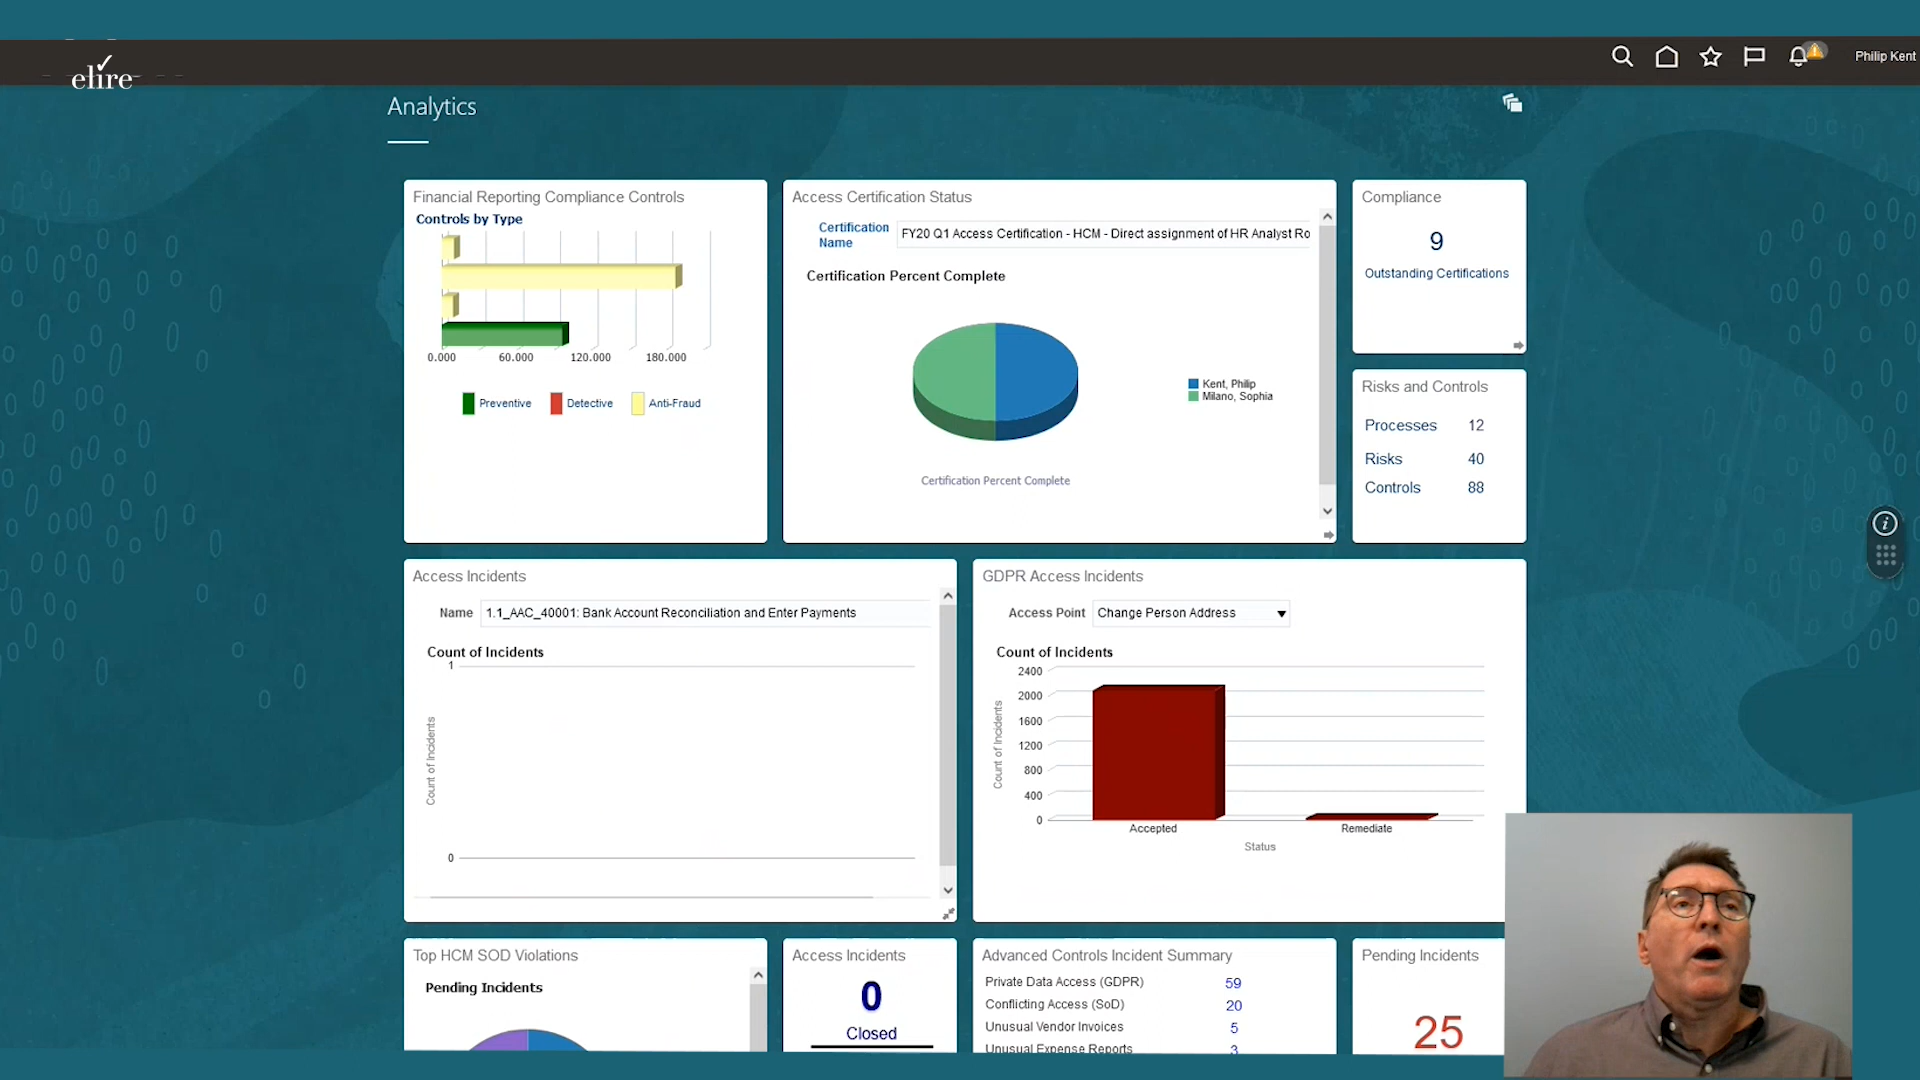 elire
Philip Kent
Analytics
Financial Reporting Compliance Controls
Controls by Type
0.000 60.000 120.000 180.000
Preventive Detective Anti-Fraud
Access Certification Status
Certification
Name
FY20 Q1 Access Certification - HCM - Direct assignment of HR Analyst Ro
Certification Percent Complete
Kent, Philip
Milano, Sophia
Certification Percent Complete
Compliance
9
Outstanding Certifications
Risks and Controls
Processes 12
Risks 40
Controls 88
Access Incidents
Name 1.1_AAC_40001: Bank Account Reconciliation and Enter Payments
Count of Incidents
1
Count of Incidents
0
GDPR Access Incidents
Access Point Change Person Address
Count of Incidents
2400
2000
1600
1200
800
400
0
Count of Incidents
Accepted Remediate
Status
Top HCM SOD Violations
Pending Incidents
Access Incidents
0
Closed
Advanced Controls Incident Summary
Private Data Access (GDPR) 59
Conflicting Access (SoD) 20
Unusual Vendor Invoices 5
Unusual Expense Reports 3
Pending Incidents
25